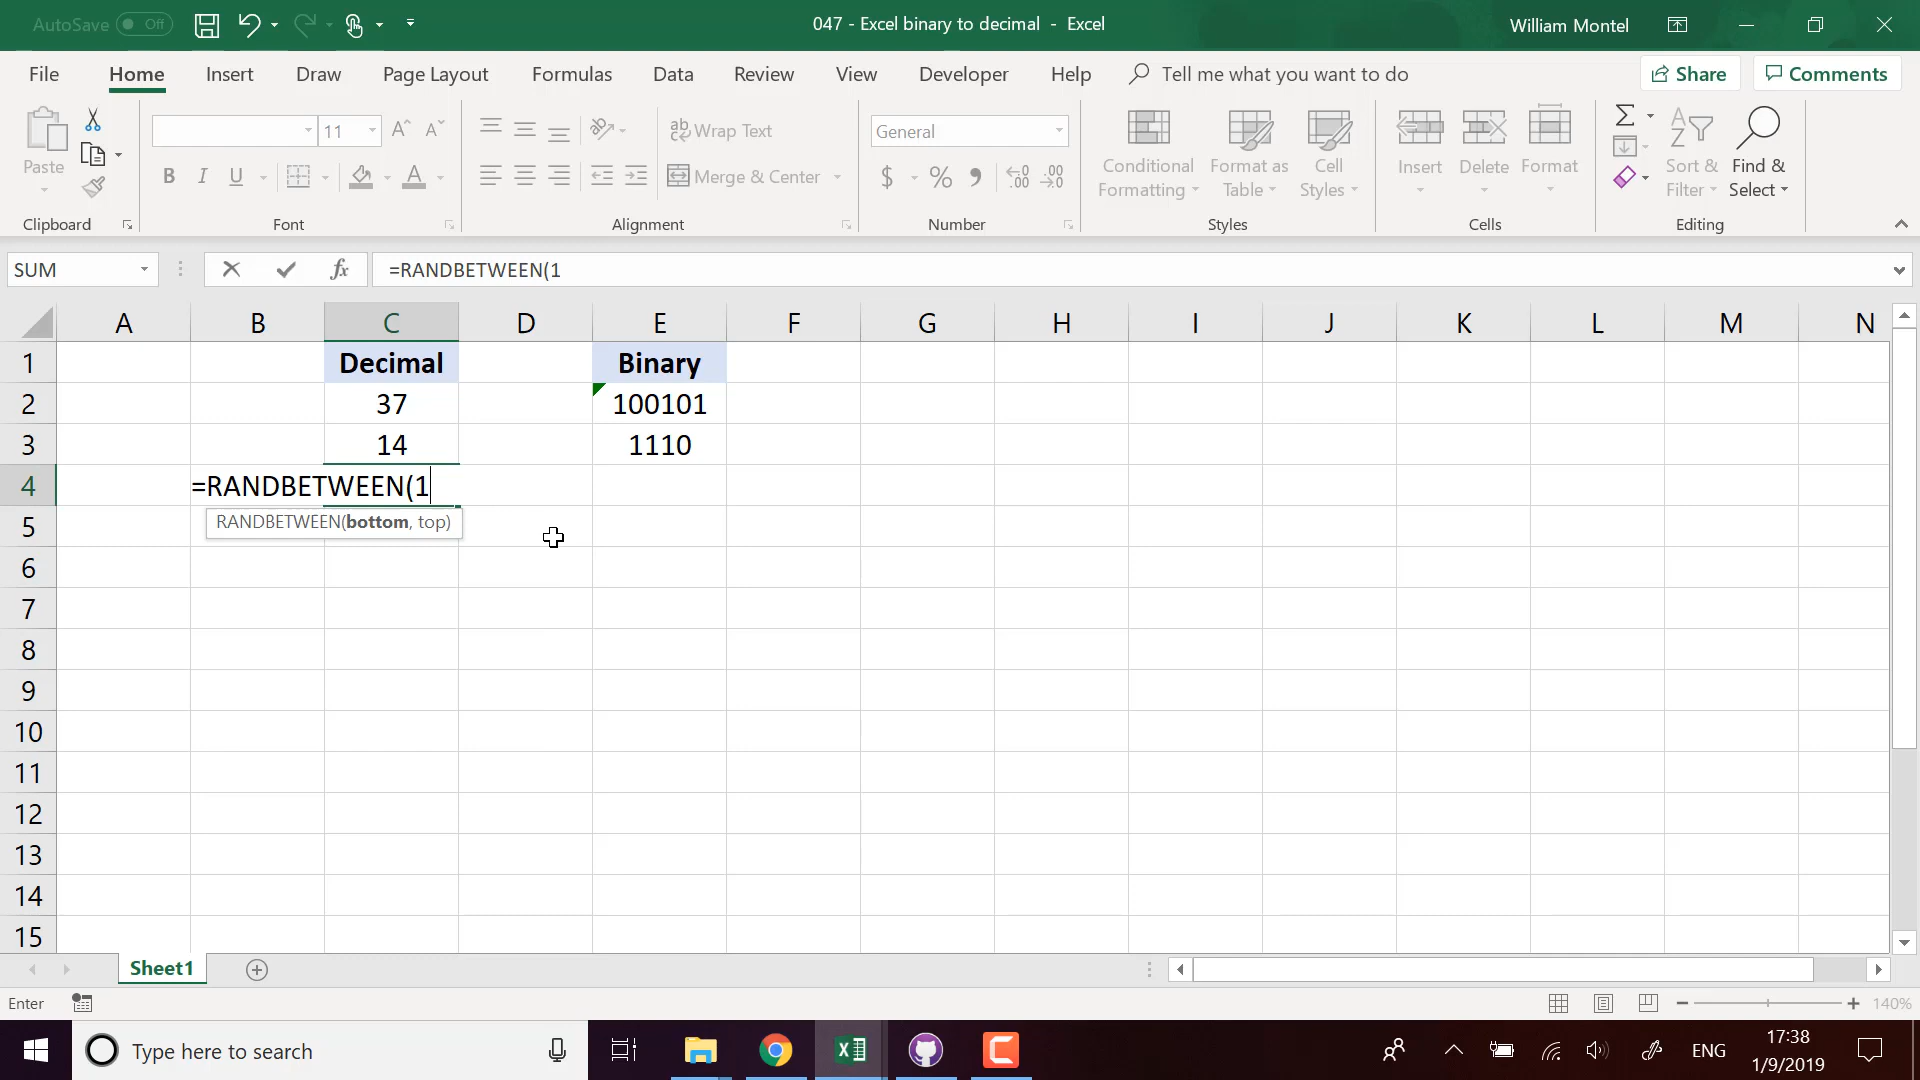 AutoSave Off
047 - Excel binary to decimal - Excel
William Montel
File Home Insert Draw Page Layout Formulas Data Review View Developer Help Tell me what you want to do Share Comments
Paste
Clipboard
11
B I U A
Font
ab Wrap Text
Merge & Center
Alignment
General
$ % 9 .00 .00
Number
Conditional Formatting
Format as Table
Cell Styles
Styles
Insert
Delete
Format
Cells
Sort & Filter
Find & Select
Editing
SUM fx =RANDBETWEEN(1
A B C D E F G H I J K L M N
1 Decimal Binary
2 37 100101
3 14 1110
4 =RANDBETWEEN(1
RANDBETWEEN(bottom, top)
5
6
7
8
9
10
11
12
13
14
15
Sheet1
Enter
140%
Type here to search
ENG
17:38
1/9/2019